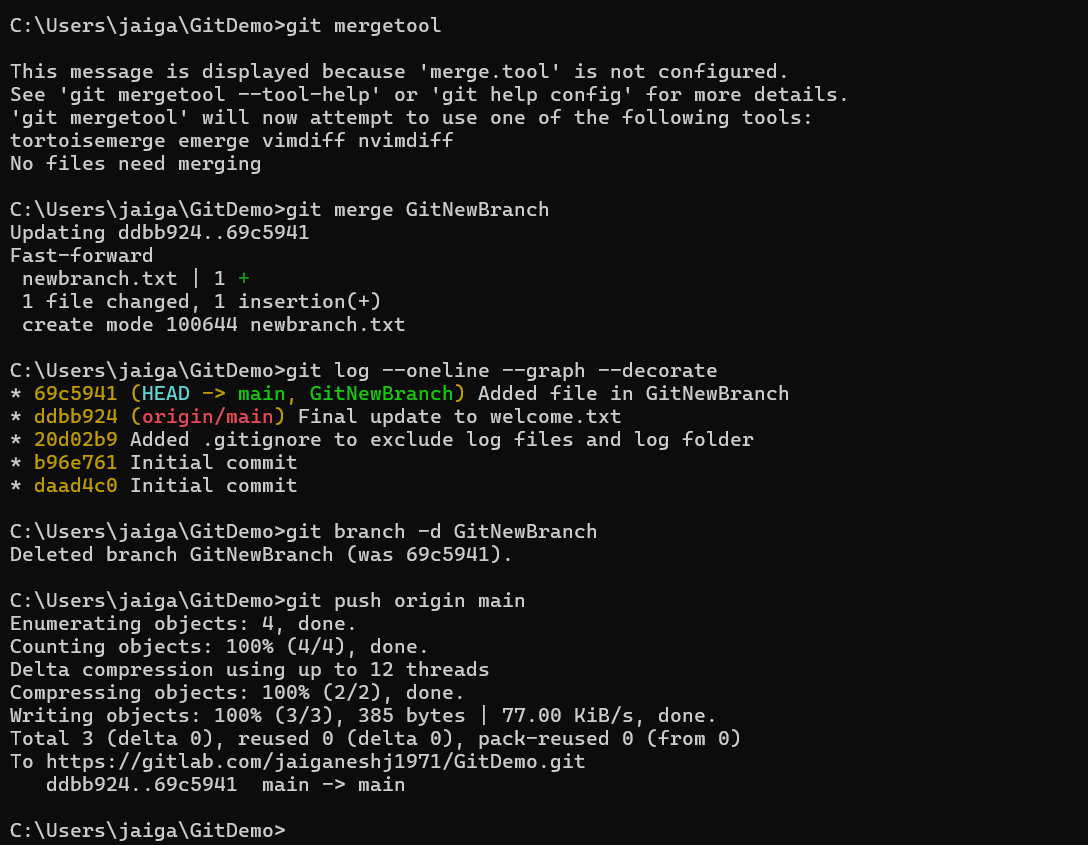 C:\Users\jaiga\GitDemo>git mergetool
This message is displayed because 'merge.tool' is not configured.
See 'git mergetool --tool-help' or 'git help config' for more details.
'git mergetool' will now attempt to use one of the following tools:
tortoisemerge emerge vimdiff nvimdiff
No files need merging
C:\Users\jaiga\GitDemo>git merge GitNewBranch
Updating ddbb924..69c5941
Fast-forward
 newbranch.txt | 1 +
 1 file changed, 1 insertion(+)
 create mode 100644 newbranch.txt
C:\Users\jaiga\GitDemo>git log --oneline --graph --decorate
* 69c5941 (HEAD -> main, GitNewBranch) Added file in GitNewBranch
* ddbb924 (origin/main) Final update to welcome.txt
* 20d02b9 Added .gitignore to exclude log files and log folder
* b96e761 Initial commit
* daad4c0 Initial commit
C:\Users\jaiga\GitDemo>git branch -d GitNewBranch
Deleted branch GitNewBranch (was 69c5941).
C:\Users\jaiga\GitDemo>git push origin main
Enumerating objects: 4, done.
Counting objects: 100% (4/4), done.
Delta compression using up to 12 threads
Compressing objects: 100% (2/2), done.
Writing objects: 100% (3/3), 385 bytes | 77.00 KiB/s, done.
Total 3 (delta 0), reused 0 (delta 0), pack-reused 0 (from 0)
To https://gitlab.com/jaiganeshj1971/GitDemo.git
   ddbb924..69c5941  main -> main
C:\Users\jaiga\GitDemo>